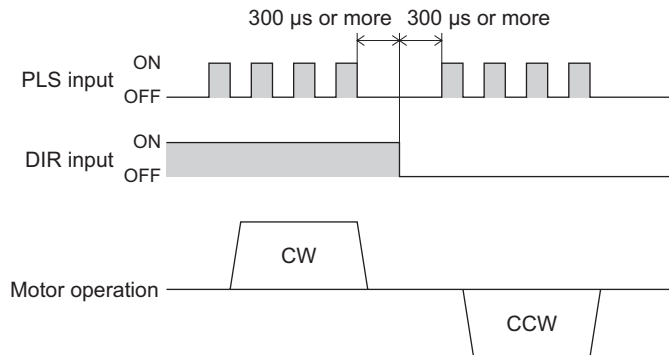 300 µs or more 300 µs or more
PLS input ON
OFF
DIR input ON
OFF
Motor operation CW
CCW